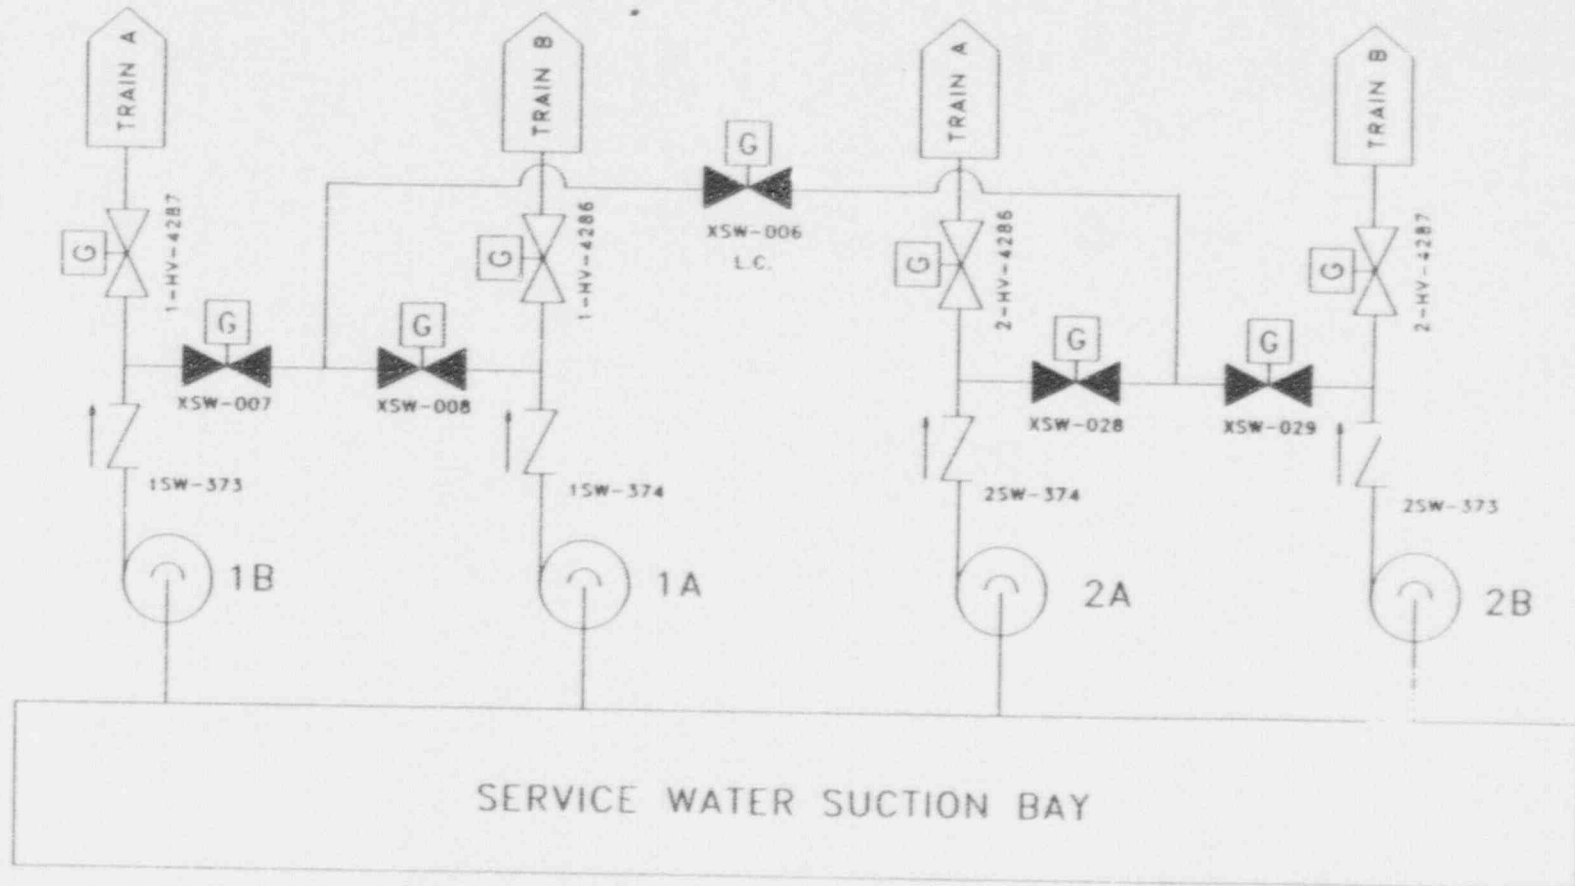 TRAIN A
TRAIN B
TRAIN A
TRAIN B
G
XSW-006
L.C.
G
1-HV-4287
G
1-HV-4286
G
2-HV-4286
G
2-HV-4287
G
XSW-007
G
XSW-008
G
XSW-028
G
XSW-029
1SW-373
1SW-374
2SW-374
2SW-373
1B
1A
2A
2B
SERVICE WATER SUCTION BAY